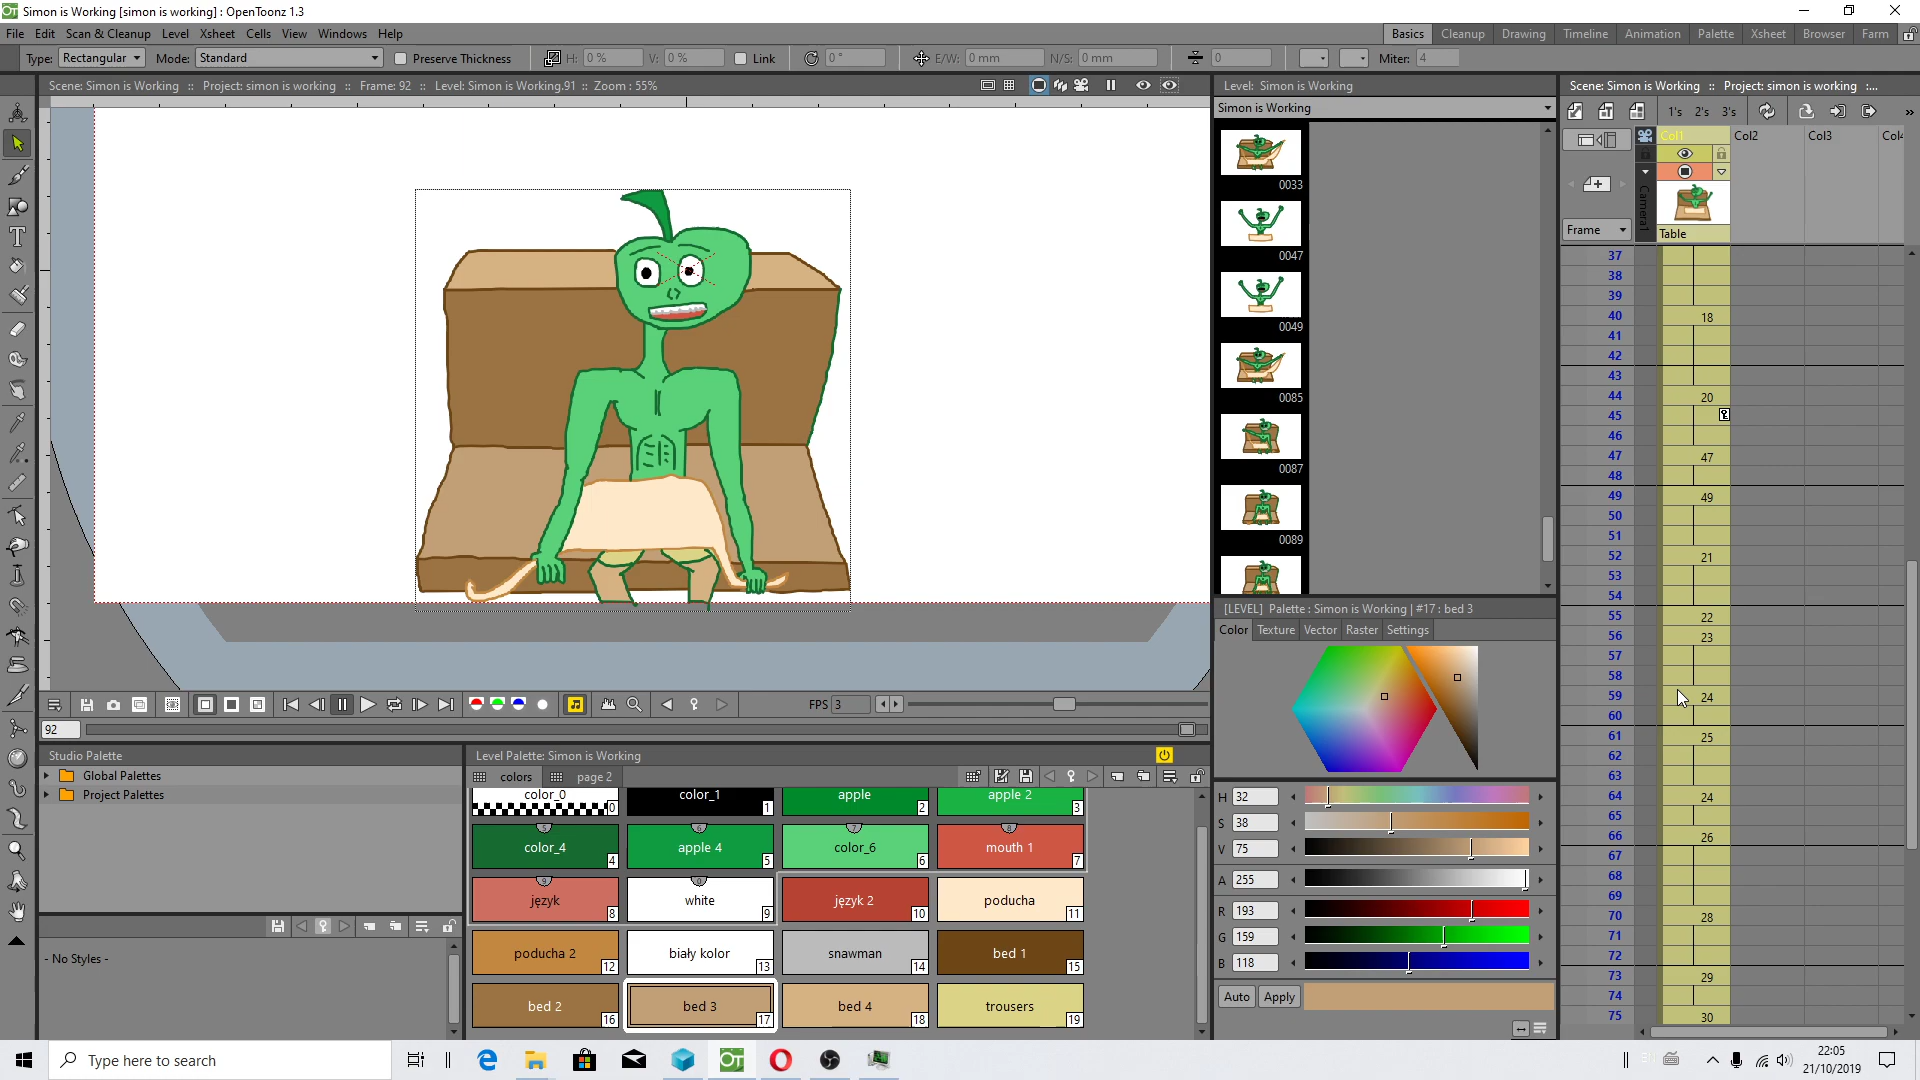 Simon is Working [simon is working] : OpenToonz 1.3
File Edit Scan & Cleanup Level Xsheet Cells View Windows Help
Basics Cleanup Drawing Timeline Animation Palette Xsheet Browser Farm
Type: Rectangular Mode: Standard Preserve Thickness H: 0 % V: 0 % Link 0 ° E/W: 0 mm N/S: 0 mm 0 Miter: 4
Scene: Simon is Working :: Project: simon is working :: Frame: 92 :: Level: Simon is Working.91 :: Zoom : 55%
Level: Simon is Working
Simon is Working
0033
0047
0049
0085
0087
0089
Scene: Simon is Working :: Project: simon is working :...
1's 2's 3's »
Col1 Col2 Col3 Col4
Camera1
Frame
Table
37
38
39
40 18
41
42
43
44 20
45
46
47 47
48
49 49
50
51
52 21
53
54
55 22
56 23
57
58
59 24
60
61 25
62
63
64 24
65
66 26
67
68
69
70 28
71
72
73 29
74
75 30
FPS 3
92
[LEVEL] Palette : Simon is Working | #17 : bed 3
Color Texture Vector Raster Settings
H 32
S 38
V 75
A 255
R 193
G 159
B 118
Auto Apply
Studio Palette
Global Palettes
Project Palettes
- No Styles -
Level Palette: Simon is Working
colors page 2
color_0 0 color_1 1 apple 2 apple 2 3
5 color_4 4 6 apple 4 5 7 color_6 6 8 mouth 1 7
9 język 8 0 white 9 język 2 10 poducha 11
poducha 2 12 biały kolor 13 snawman 14 bed 1 15
bed 2 16 bed 3 17 bed 4 18 trousers 19
Type here to search
22:05
21/10/2019